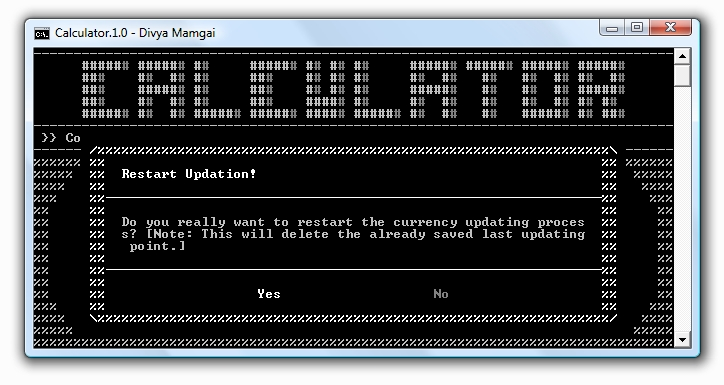 Calculator.1.0 - Divya Mamgai
CALCULATOR
>> Co
Restart Updation!
Do you really want to restart the currency updating proces
s? [Note: This will delete the already saved last updating
point.]
Yes No